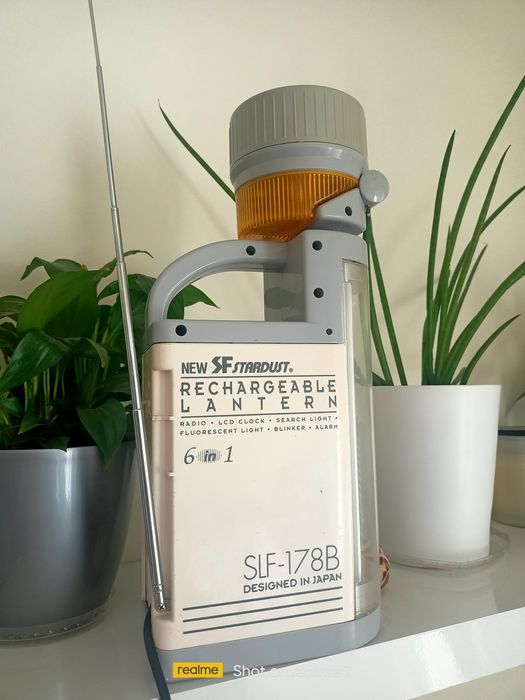 NEW SF STARDUST®
RECHARGEABLE
LANTERN
RADIO • LCD CLOCK • SEARCH LIGHT •
FLUORESCENT LIGHT • BLINKER • ALARM
6 in 1
SLF-178B
DESIGNED IN JAPAN
realme Shot